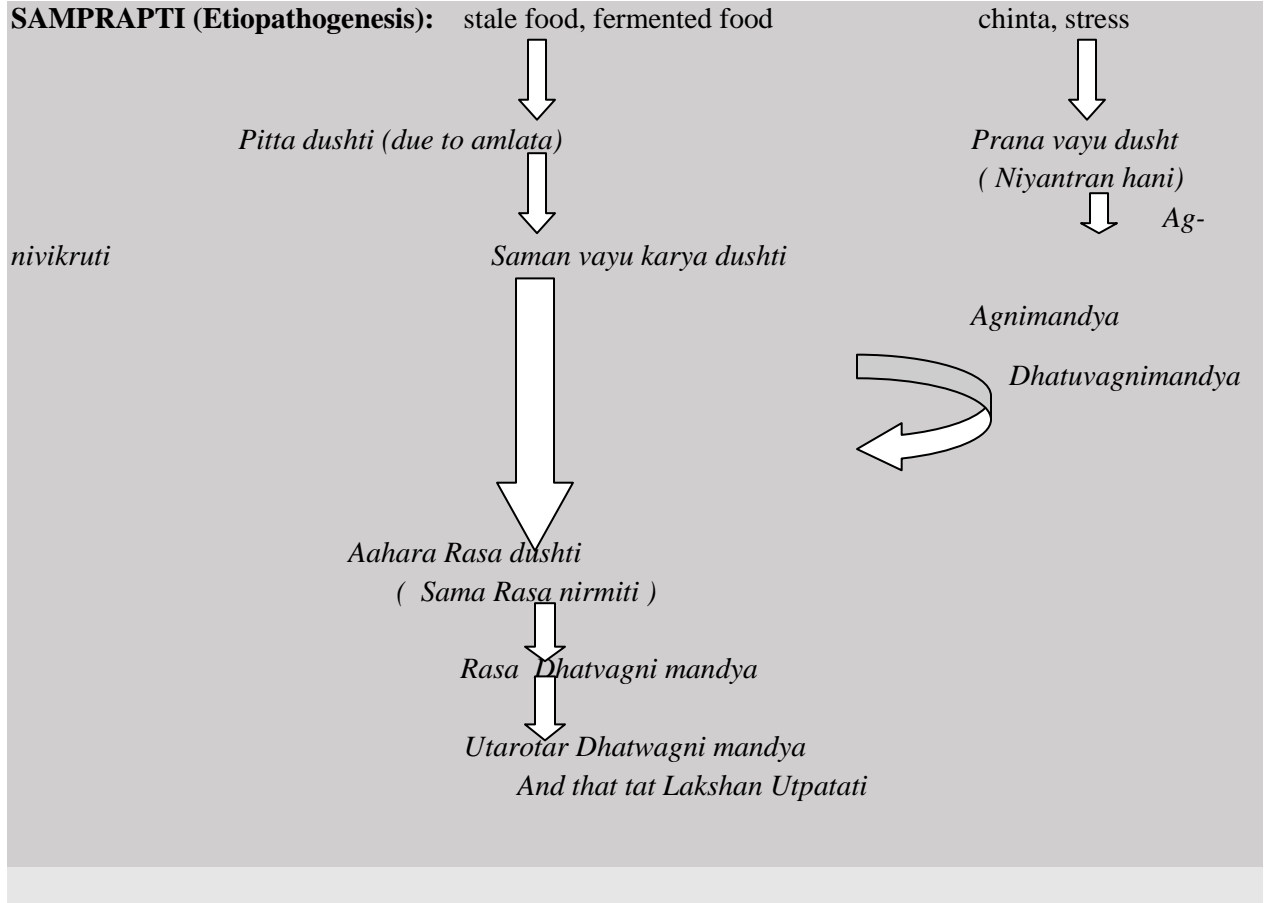 SAMPRAPTI (Etiopathogenesis): stale food, fermented food chinta, stress
Pitta dushti (due to amlata) Prana vayu dusht
( Niyantran hani)
Ag-
nivikruti Saman vayu karya dushti
Agnimandya
Dhatuvagnimandya
Aahara Rasa dushti
( Sama Rasa nirmiti )
Rasa Dhatvagni mandya
Utarotar Dhatwagni mandya
And that tat Lakshan Utpatati